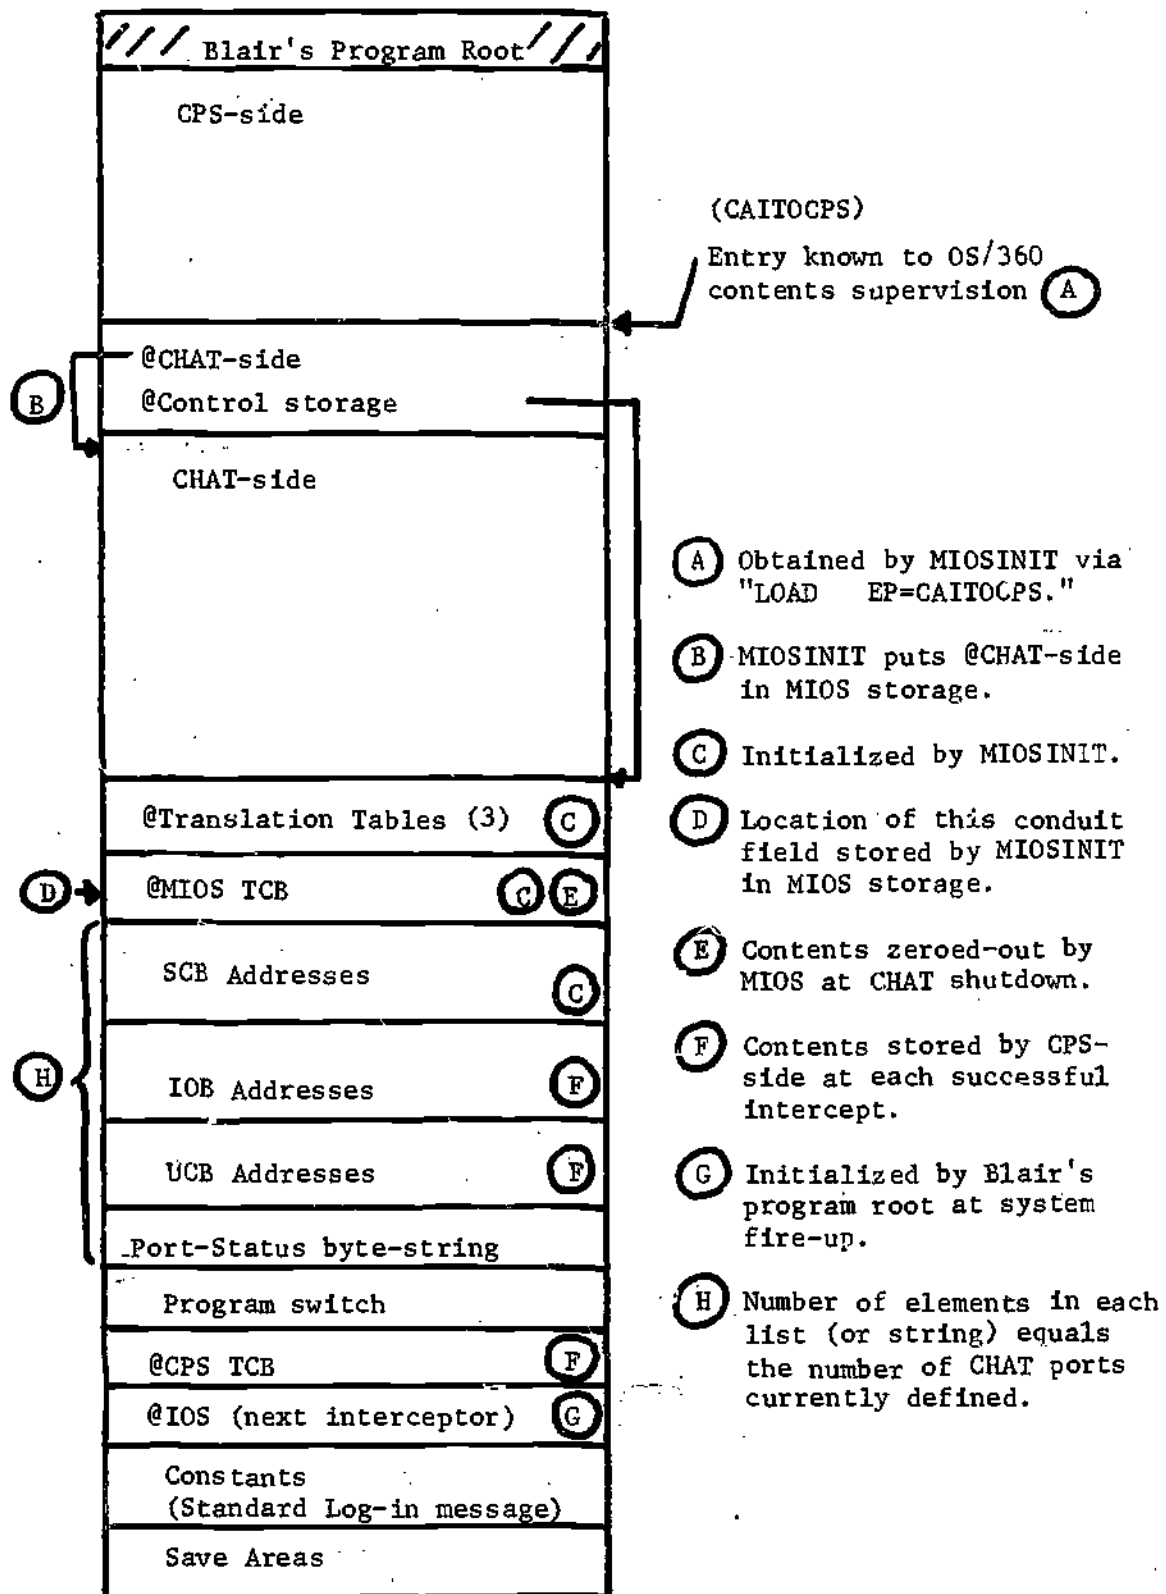 Blair's Program Root
CPS-side
(CAITOCPS)
Entry known to OS/360
contents supervision A
@CHAT-side
@Control storage
B
CHAT-side
A Obtained by MIOSINIT via
"LOAD EP=CAITOCPS."
B MIOSINIT puts @CHAT-side
in MIOS storage.
C Initialized by MIOSINIT.
D Location of this conduit
field stored by MIOSINIT
in MIOS storage.
E Contents zeroed-out by
MIOS at CHAT shutdown.
F Contents stored by CPS-
side at each successful
intercept.
G Initialized by Blair's
program root at system
fire-up.
H Number of elements in each
list (or string) equals
the number of CHAT ports
currently defined.
@Translation Tables (3) C
D @MIOS TCB C E
SCB Addresses C
H
IOB Addresses F
UCB Addresses F
Port-Status byte-string
Program switch
@CPS TCB F
@IOS (next interceptor) G
Constants
(Standard Log-in message)
Save Areas